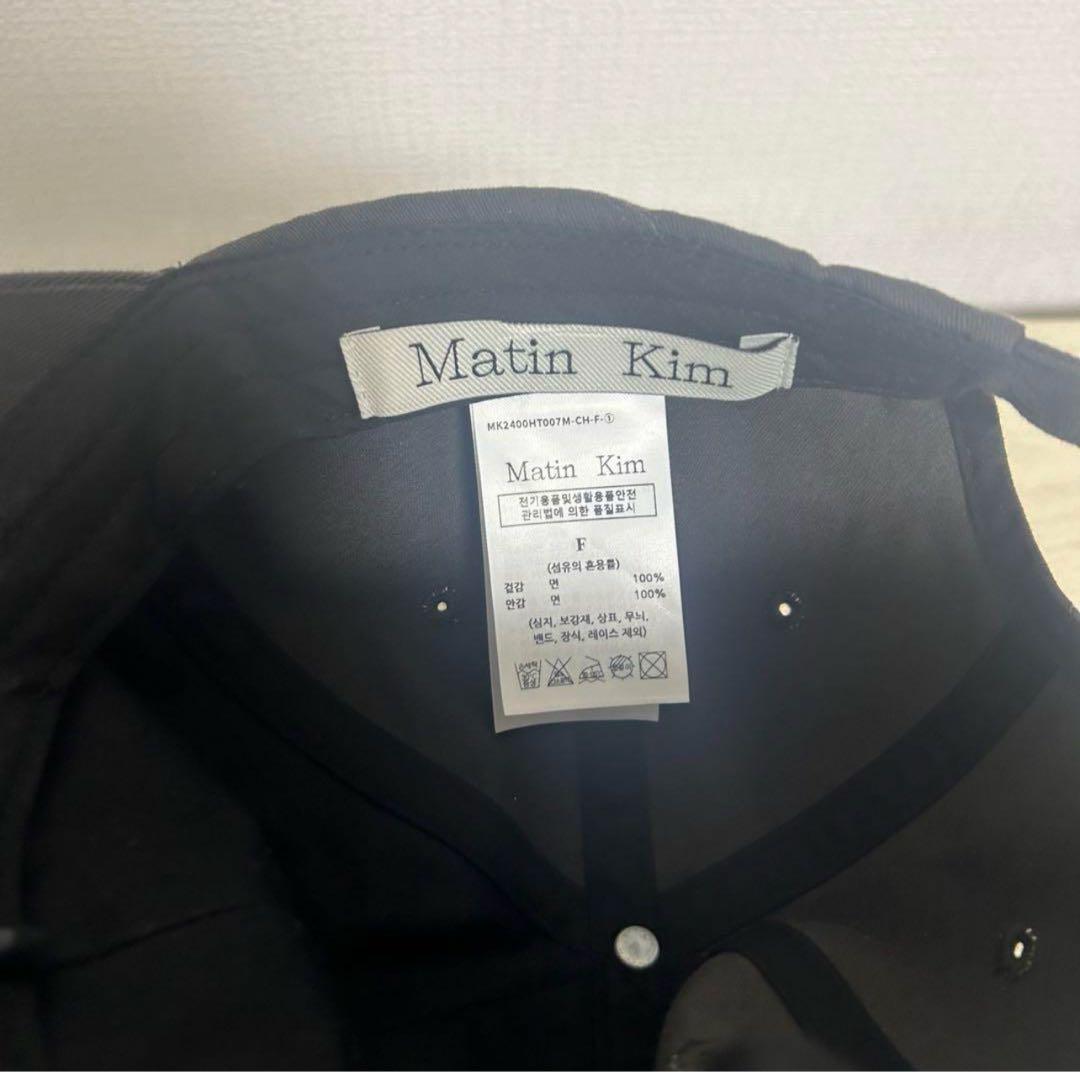 Matin Kim
MK2400HT007M-CH-F-①
Matin Kim
전기용품및생활용품안전
관리법에 의한 품질표시
F
(섬유의 혼용률)
겉감 면 100%
안감 면 100%
(심지, 보강재, 상표, 무늬,
밴드, 장식, 레이스 제외)